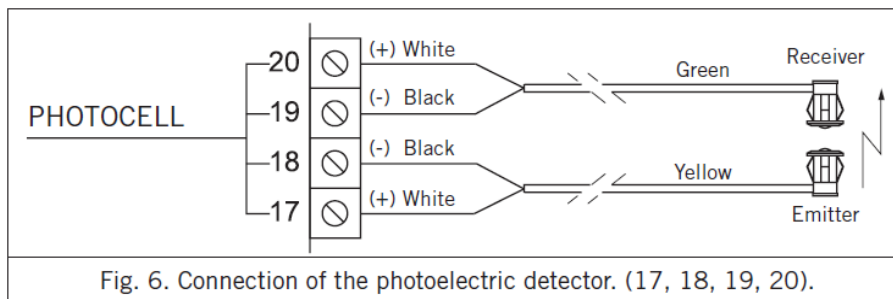 20 (+) White
Receiver
Green
19 (-) Black
PHOTOCELL
18 (-) Black
Yellow
17 (+) White
Emitter
Fig. 6. Connection of the photoelectric detector. (17, 18, 19, 20).